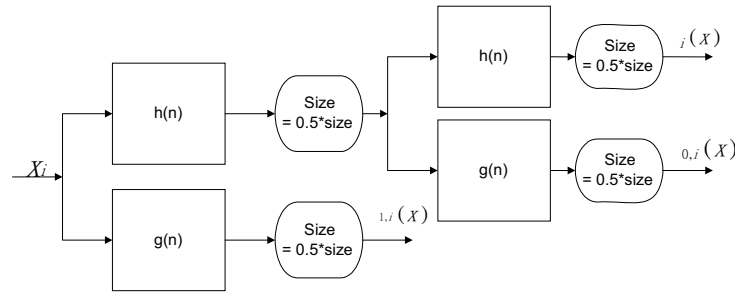 Xi
h(n)
Size
= 0.5*size
h(n)
Size
= 0.5*size
i(X)
g(n)
Size
= 0.5*size
0,i(X)
g(n)
Size
= 0.5*size
1,i(X)